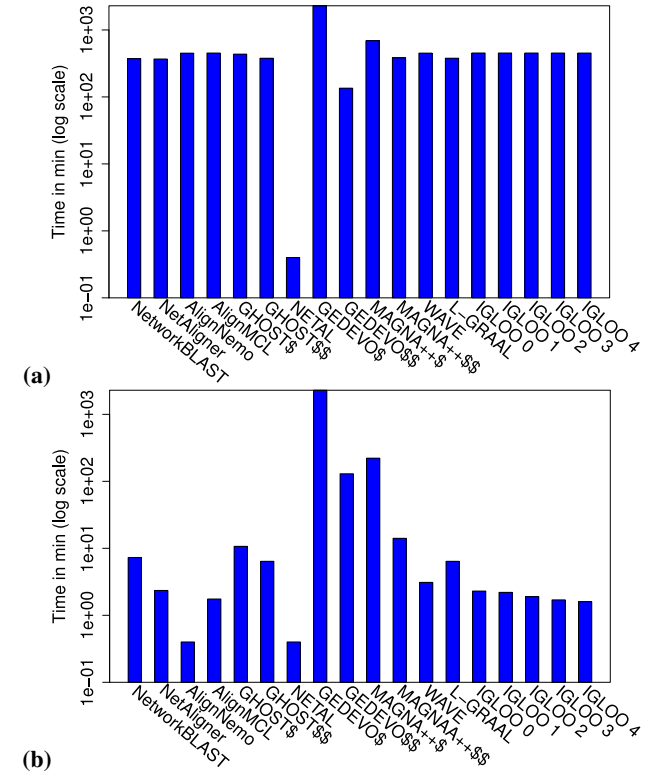 Time in min (log scale)
1e+03
1e+02
1e+01
1e+00
1e−01
NetworkBLAST
NetAligner
AlignNemo
AlignMCL
GHOST$
GHOST$$
NETAL
GEDEVO$
GEDEVO$$
MAGNA++$
MAGNA++$$
WAVE
L−GRAAL
IGLOO 0
IGLOO 1
IGLOO 2
IGLOO 3
IGLOO 4
(a)
Time in min (log scale)
1e+03
1e+02
1e+01
1e+00
1e−01
NetworkBLAST
NetAligner
AlignNemo
AlignMCL
GHOST$
GHOST$$
NETAL
GEDEVO$
GEDEVO$$
MAGNA++$
MAGNAA++$$
WAVE
L_GRAAL
IGLOO 0
IGLOO 1
IGLOO 2
IGLOO 3
IGLOO 4
(b)